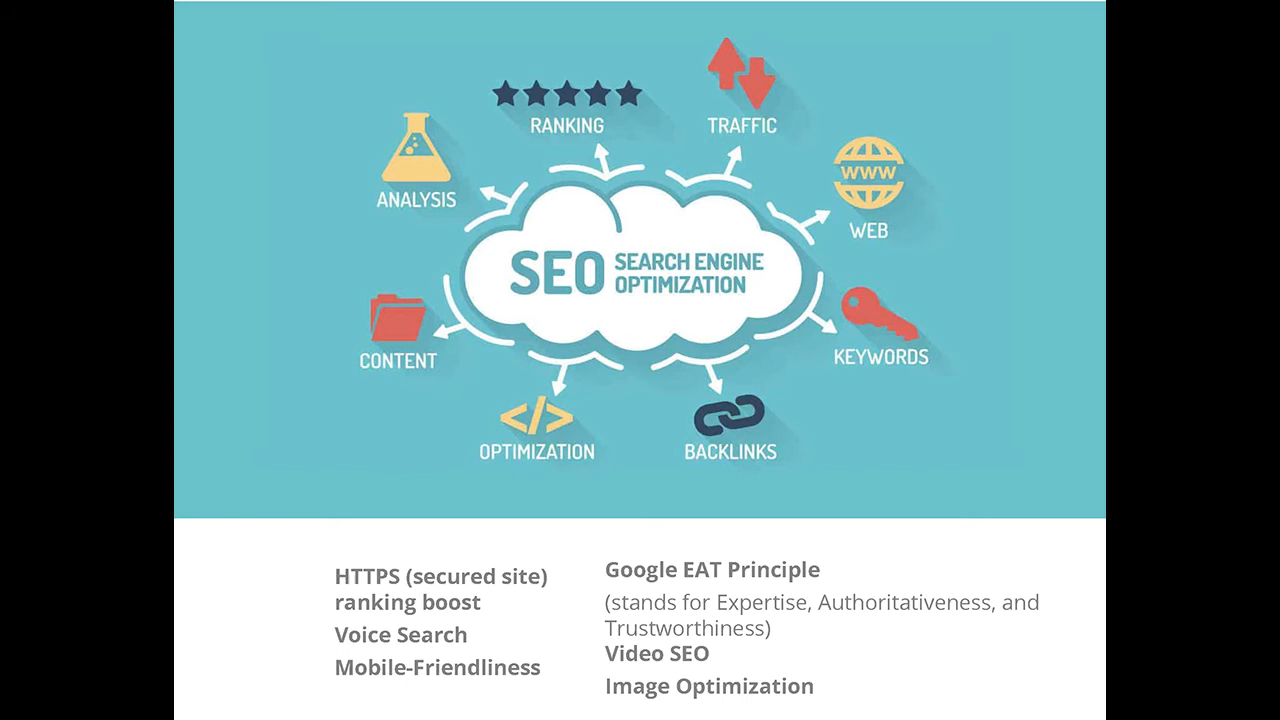 RANKING
TRAFFIC
ANALYSIS
WWW
WEB
SEO SEARCH ENGINE
OPTIMIZATION
CONTENT
KEYWORDS
OPTIMIZATION
BACKLINKS
HTTPS (secured site)
ranking boost
Voice Search
Mobile-Friendliness
Google EAT Principle
(stands for Expertise, Authoritativeness, and
Trustworthiness)
Video SEO
Image Optimization